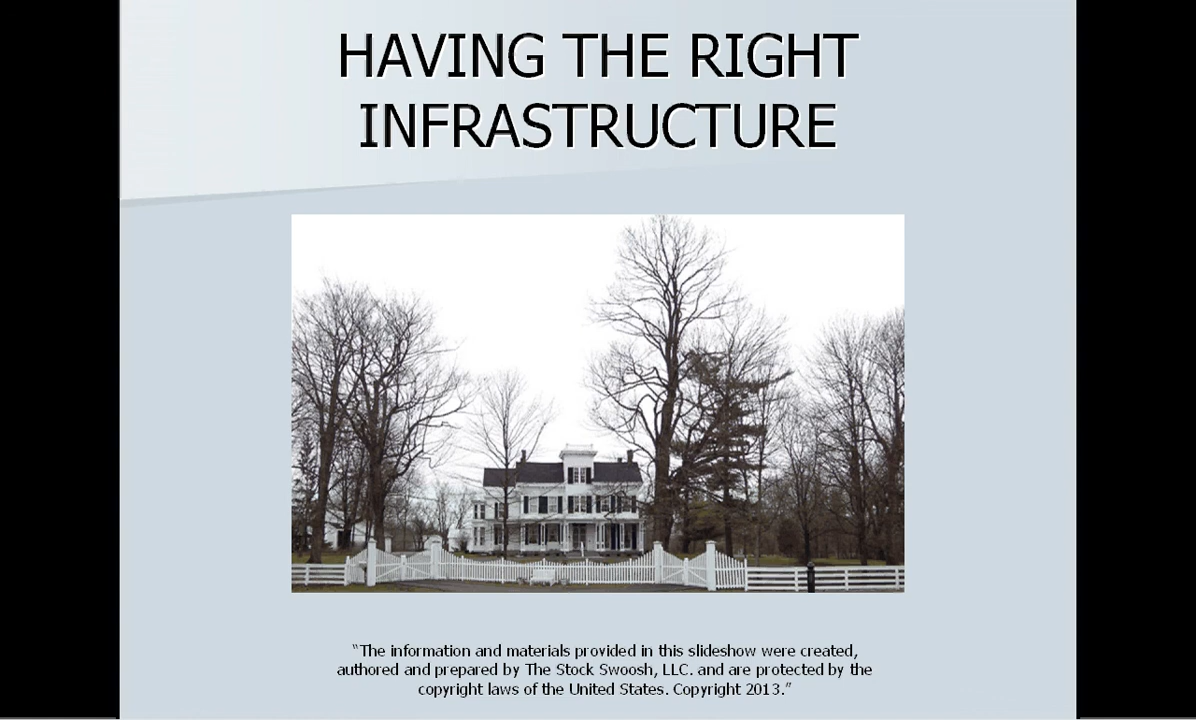 HAVING THE RIGHT
INFRASTRUCTURE
“The information and materials provided in this slideshow were created,
authored and prepared by The Stock Swoosh, LLC. and are protected by the
copyright laws of the United States. Copyright 2013.”